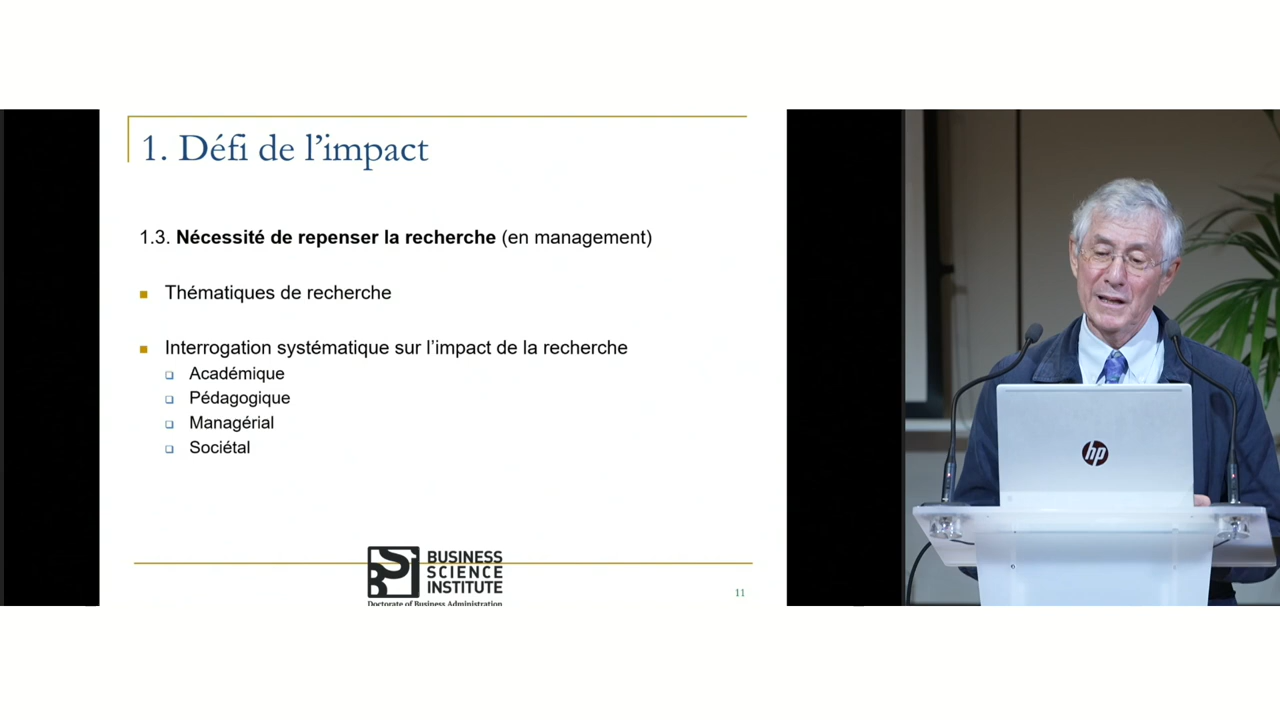 1. Défi de l’impact
1.3. Nécessité de repenser la recherche (en management)
Thématiques de recherche
Interrogation systématique sur l’impact de la recherche
Académique
Pédagogique
Managérial
Sociétal
BUSINESS
SCIENCE
INSTITUTE
Doctorate of Business Administration
11
hp